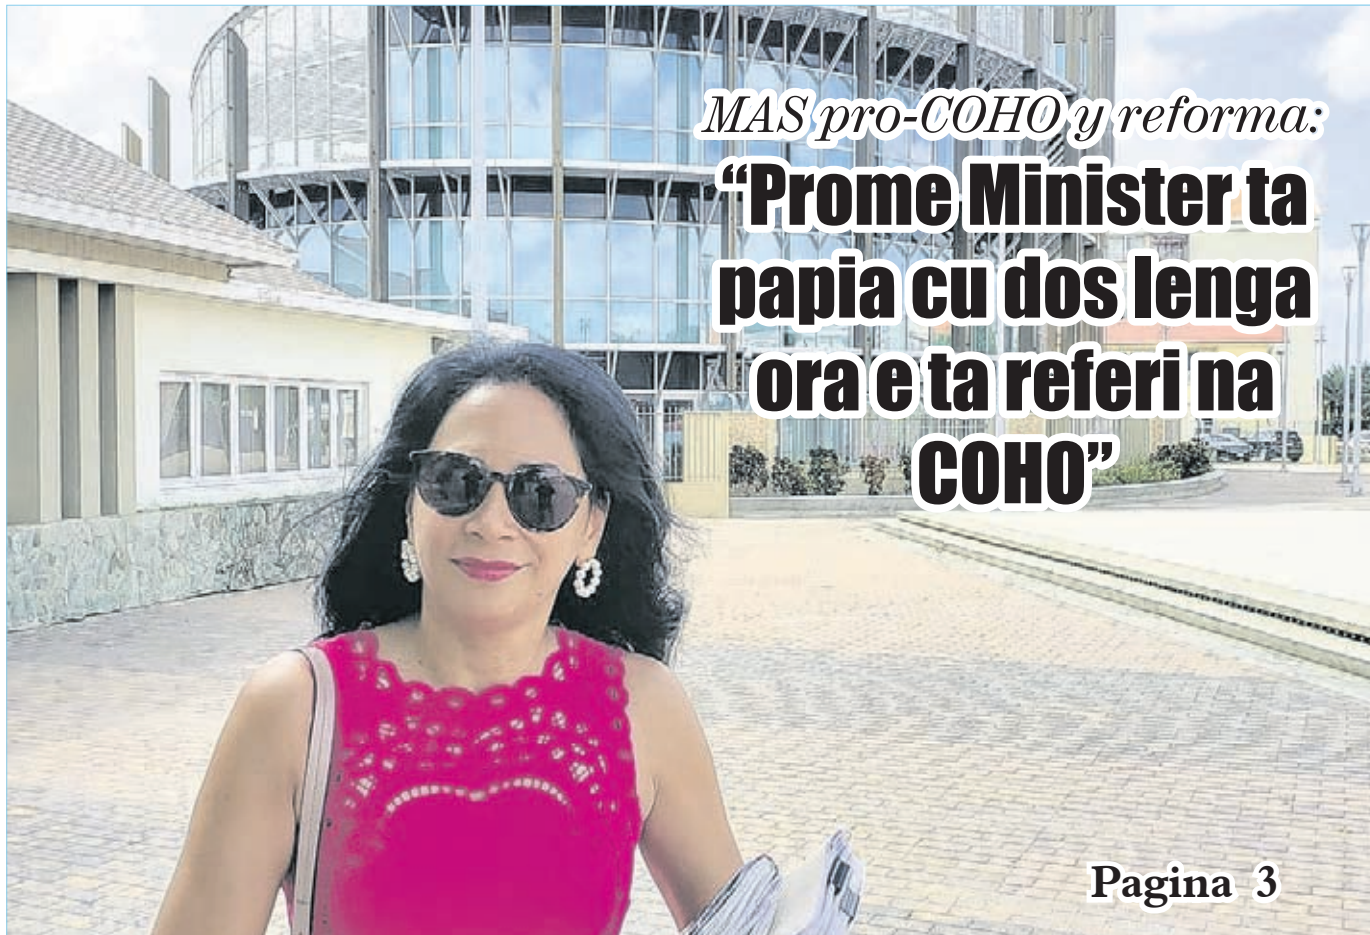 MAS pro-COHO y reforma:
“Prome Minister ta
papia cu dos lenga
ora e ta referi na
COHO”
Pagina 3